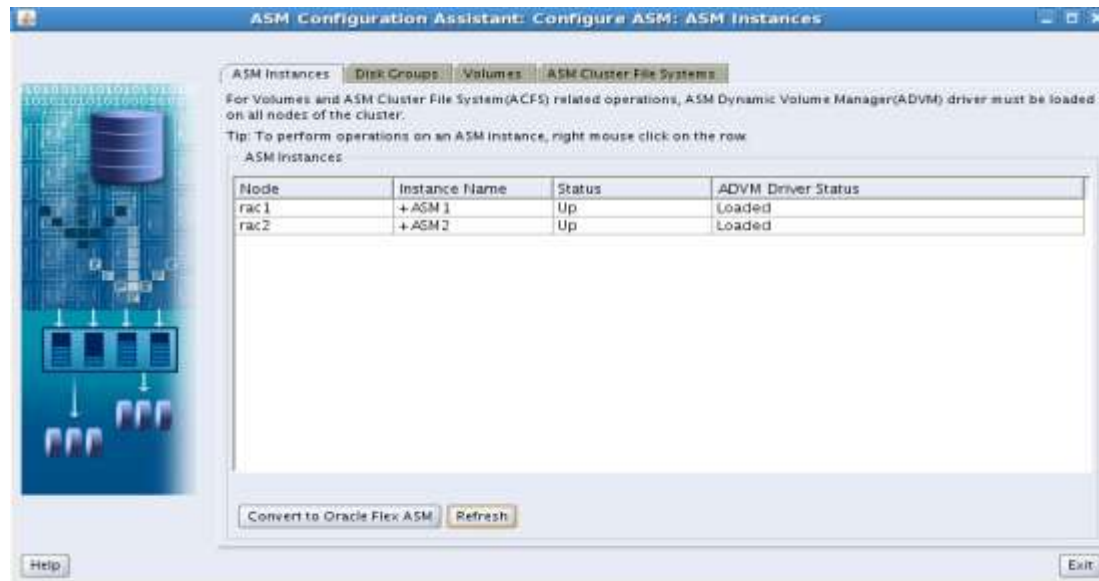 ASM Configuration Assistant: Configure ASM: ASM Instances
ASM Instances Disk Groups Volumes ASM Cluster File Systems
For Volumes and ASM Cluster File System(ACFS) related operations, ASM Dynamic Volume Manager(ADVM) driver must be loaded
on all nodes of the cluster.
Tip: To perform operations on an ASM instance, right mouse click on the row.
ASM Instances
Node Instance Name Status ADVM Driver Status
rac1 +ASM1 Up Loaded
rac2 +ASM2 Up Loaded
Convert to Oracle Flex ASM Refresh
Help Exit